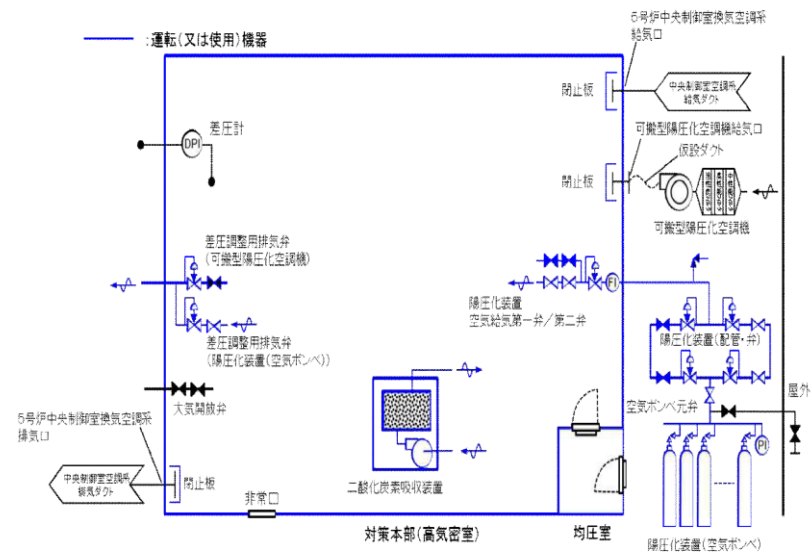 :運転(又は使用)機器
5号炉中央制御室換気空調系
給気口
閉止板
中央制御室空調系
給気ダクト
可搬型陽圧化空調機給気口
仮設ダクト
閉止板
可搬型陽圧化空調機
差圧計
DPI
差圧調整用排気弁
(可搬型陽圧化空調機)
差圧調整用排気弁
(陽圧化装置(空気ボンベ))
陽圧化装置
空気給気第一弁/第二弁
FI
陽圧化装置(配管・弁)
大気開放弁
空気ボンベ元弁
屋外
PI
5号炉中央制御室換気空調系
排気口
中央制御室空調系
排気ダクト
閉止板
非常口
二酸化炭素吸収装置
対策本部(高気密室)
均圧室
陽圧化装置(空気ボンベ)